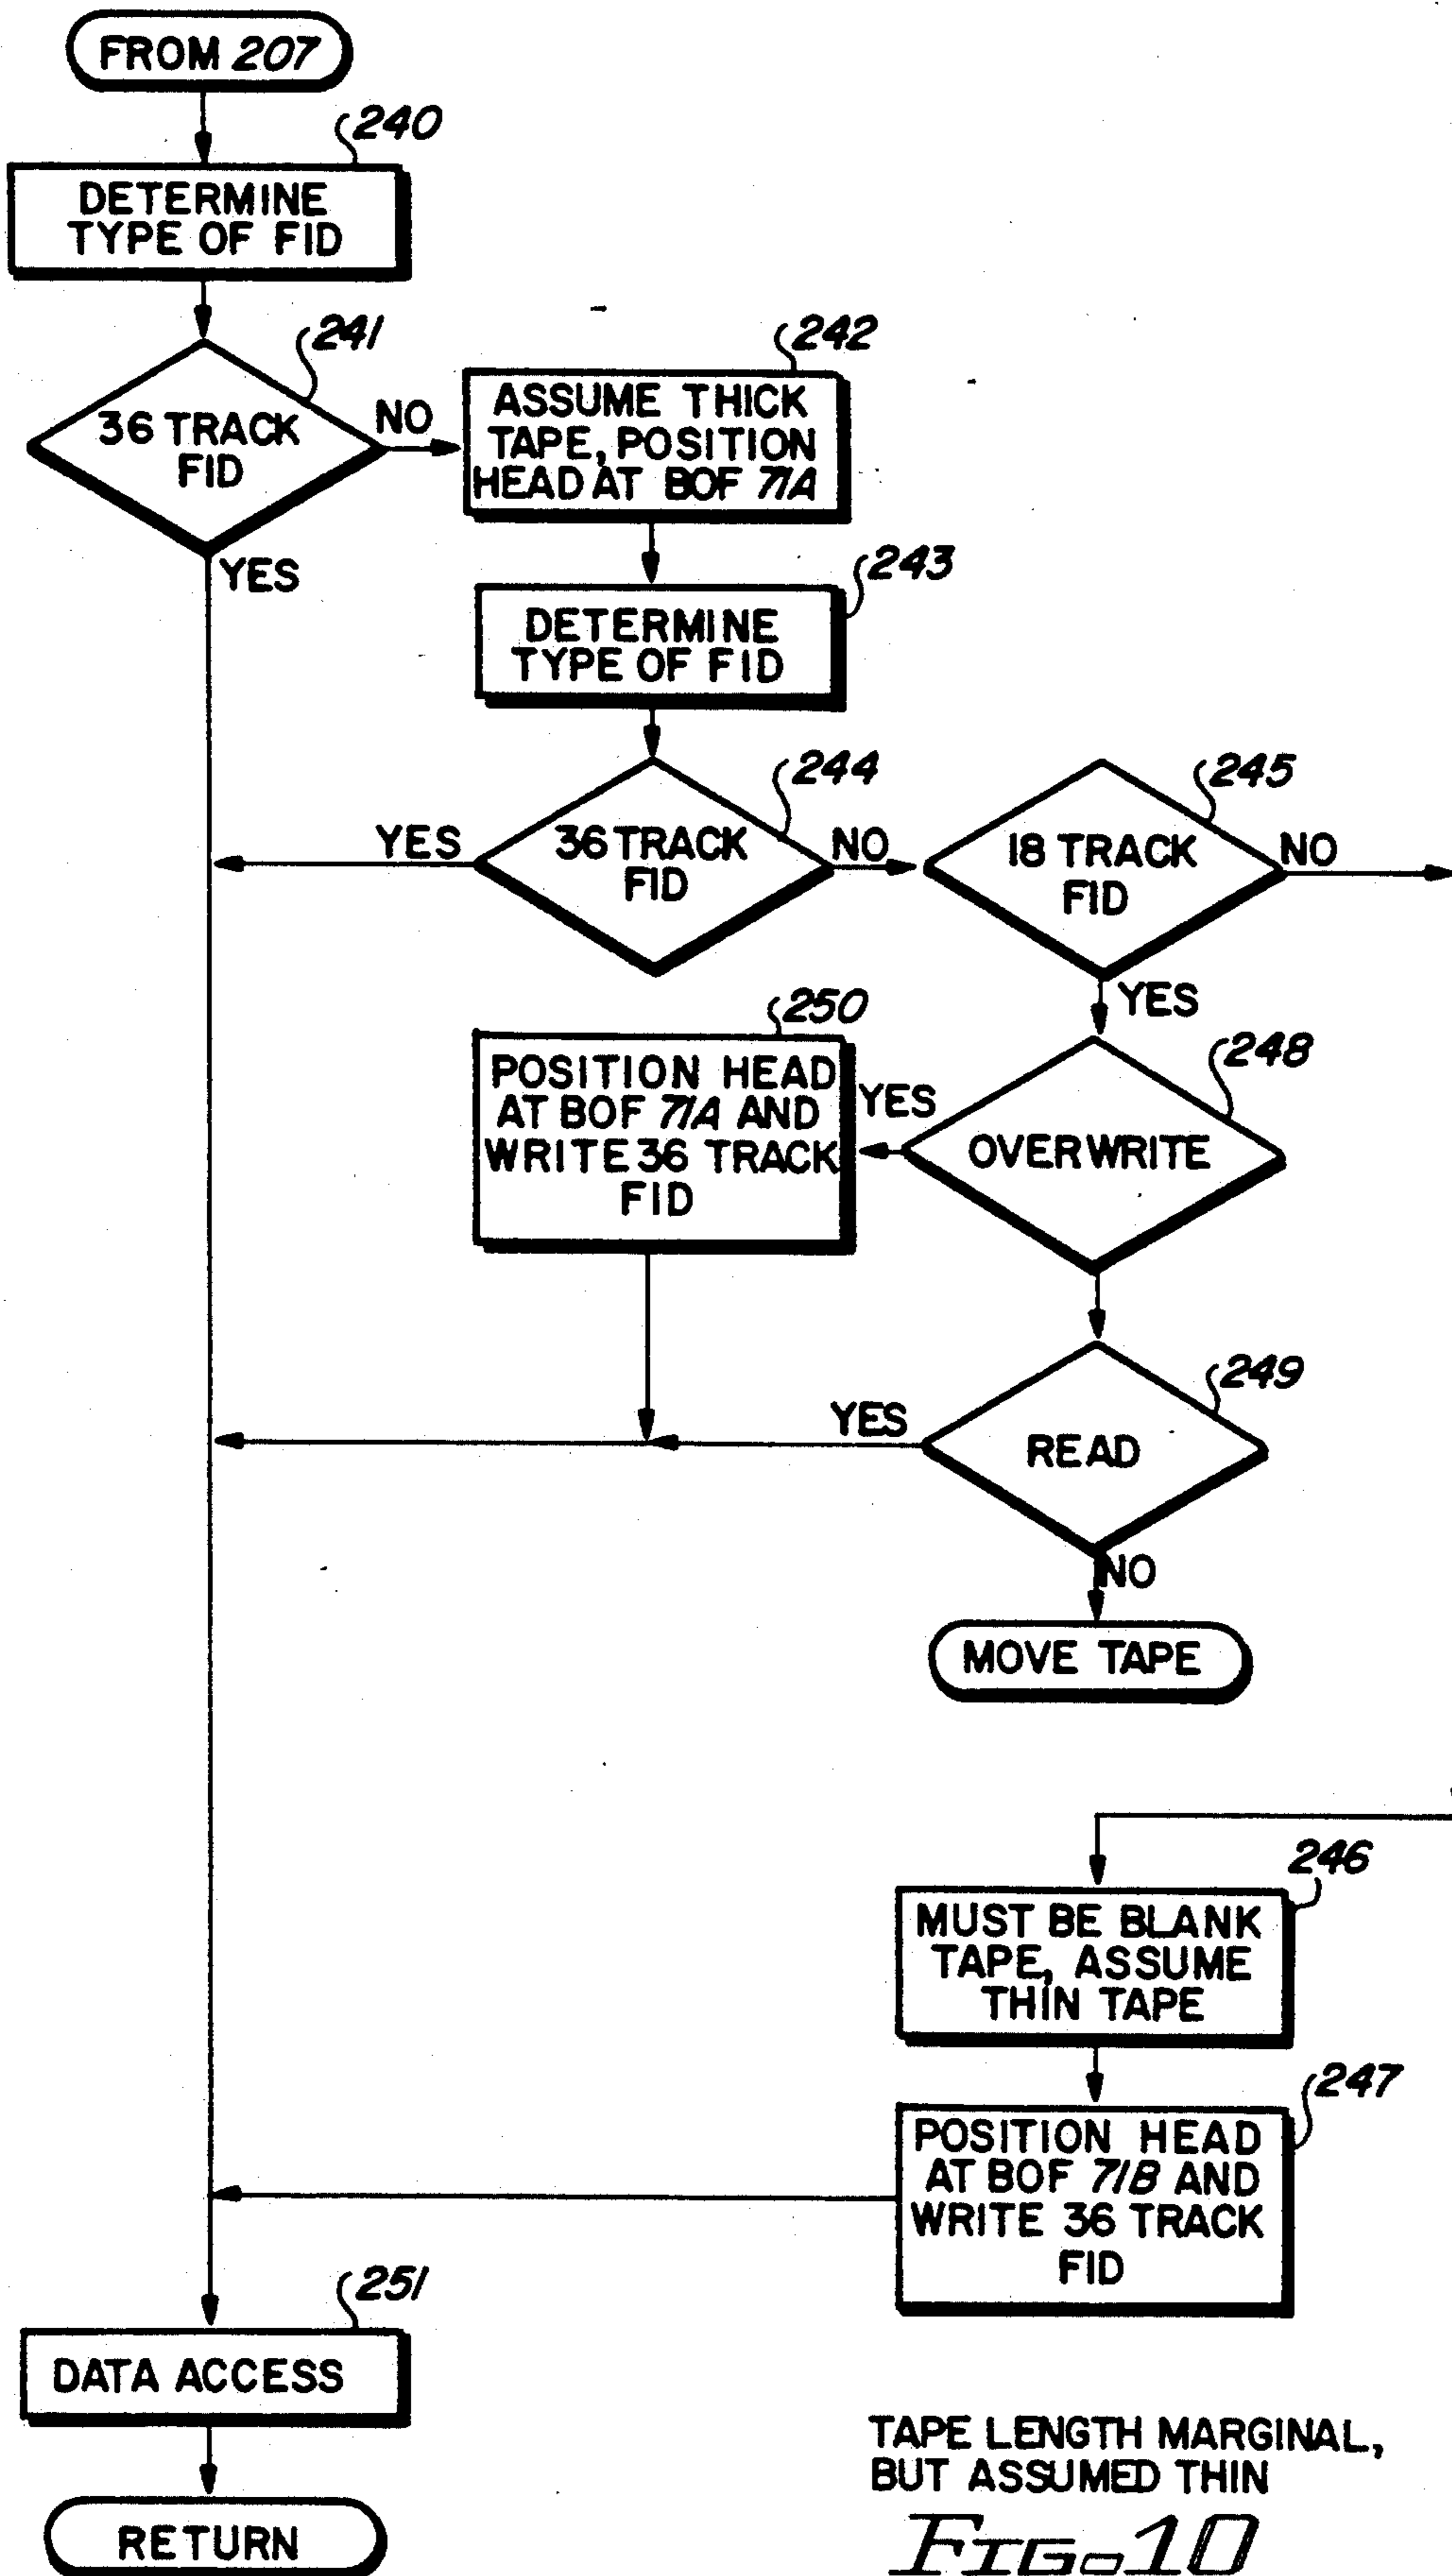 FROM 207
240
DETERMINE
TYPE OF FID
241
36 TRACK
FID
NO
YES
242
ASSUME THICK
TAPE, POSITION
HEAD AT BOF 71A
243
DETERMINE
TYPE OF FID
244
36 TRACK
FID
YES
NO
245
18 TRACK
FID
NO
YES
250
POSITION HEAD
AT BOF 71A AND
WRITE 36 TRACK
FID
YES
248
OVERWRITE
249
READ
YES
NO
MOVE TAPE
246
MUST BE BLANK
TAPE, ASSUME
THIN TAPE
247
POSITION HEAD
AT BOF 71B AND
WRITE 36 TRACK
FID
251
DATA ACCESS
RETURN
TAPE LENGTH MARGINAL,
BUT ASSUMED THIN
FIG. 10